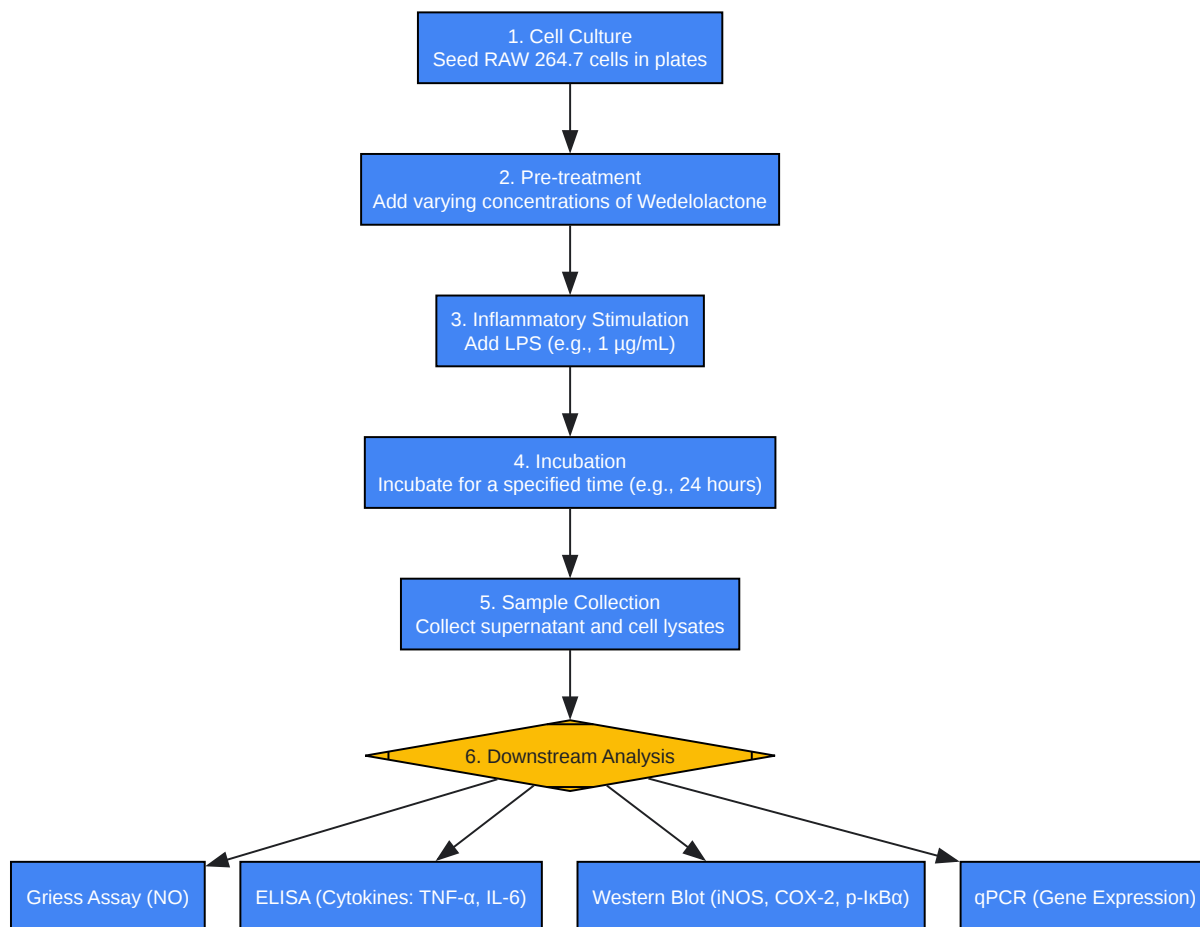 1. Cell Culture
Seed RAW 264.7 cells in plates
2. Pre-treatment
Add varying concentrations of Wedelolactone
3. Inflammatory Stimulation
Add LPS (e.g., 1 µg/mL)
4. Incubation
Incubate for a specified time (e.g., 24 hours)
5. Sample Collection
Collect supernatant and cell lysates
6. Downstream Analysis
Griess Assay (NO)
ELISA (Cytokines: TNF-α, IL-6)
Western Blot (iNOS, COX-2, p-IκBα)
qPCR (Gene Expression)